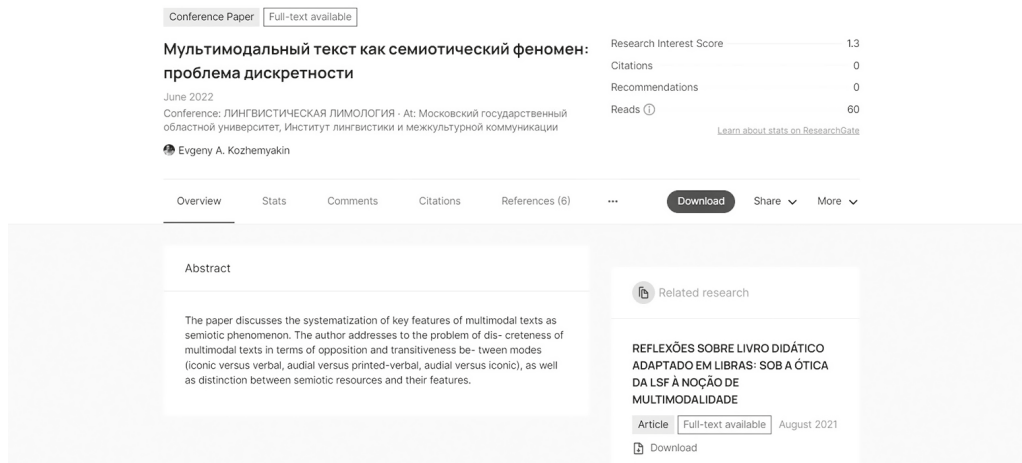 Conference Paper
Full-text available
Мультимодальный текст как семиотический феномен:
проблема дискретности
June 2022
Conference: ЛИНГВИСТИЧЕСКАЯ ЛИМОЛОГИЯ · At: Московский государственный
областной университет, Институт лингвистики и межкультурной коммуникации
Evgeny A. Kozhemyakin
Research Interest Score 1.3
Citations 0
Recommendations 0
Reads 60
Learn about stats on ResearchGate
Overview Stats Comments Citations References (6) ··· Download Share More
Abstract
The paper discusses the systematization of key features of multimodal texts as
semiotic phenomenon. The author addresses to the problem of dis- creteness of
multimodal texts in terms of opposition and transitiveness be- tween modes
(iconic versus verbal, audial versus printed-verbal, audial versus iconic), as well
as distinction between semiotic resources and their features.
Related research
REFLEXÕES SOBRE LIVRO DIDÁTICO
ADAPTADO EM LIBRAS: SOB A ÓTICA
DA LSF À NOÇÃO DE
MULTIMODALIDADE
Article Full-text available August 2021
Download